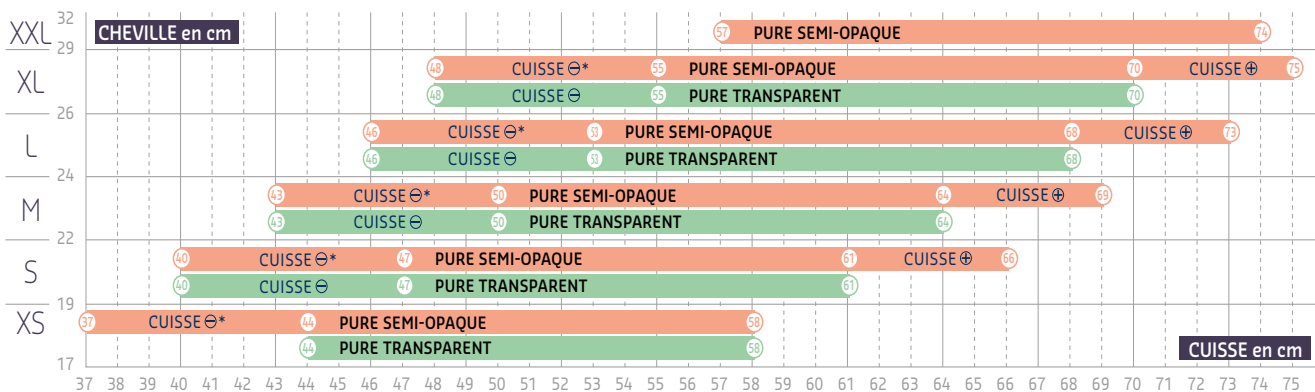 32
XXL CHEVILLE en cm 57 PURE SEMI-OPAQUE 74
29
XL 48 CUISSE ⊖* 55 PURE SEMI-OPAQUE 70 CUISSE ⊕ 75
48 CUISSE ⊖ 55 PURE TRANSPARENT 70
26
L 46 CUISSE ⊖* 53 PURE SEMI-OPAQUE 68 CUISSE ⊕ 73
46 CUISSE ⊖ 53 PURE TRANSPARENT 68
24
M 43 CUISSE ⊖* 50 PURE SEMI-OPAQUE 64 CUISSE ⊕ 69
43 CUISSE ⊖ 50 PURE TRANSPARENT 64
22
S 40 CUISSE ⊖* 47 PURE SEMI-OPAQUE 61 CUISSE ⊕ 66
40 CUISSE ⊖ 47 PURE TRANSPARENT 61
19
XS 37 CUISSE ⊖* 44 PURE SEMI-OPAQUE 58
44 PURE TRANSPARENT 58 CUISSE en cm
17
37 38 39 40 41 42 43 44 45 46 47 48 49 50 51 52 53 54 55 56 57 58 59 60 61 62 63 64 65 66 67 68 69 70 71 72 73 74 75